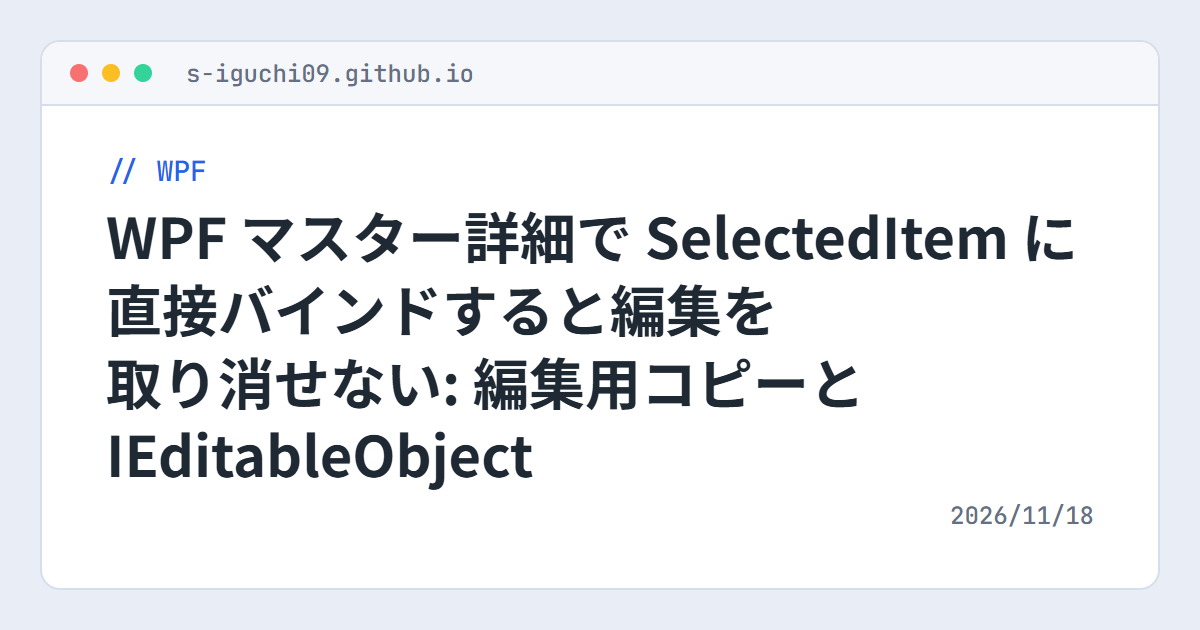 s-iguchi09.github.io
// WPF
WPF マスター詳細で SelectedItem に
直接バインドすると編集を
取り消せない: 編集用コピーと
IEditableObject
2026/11/18